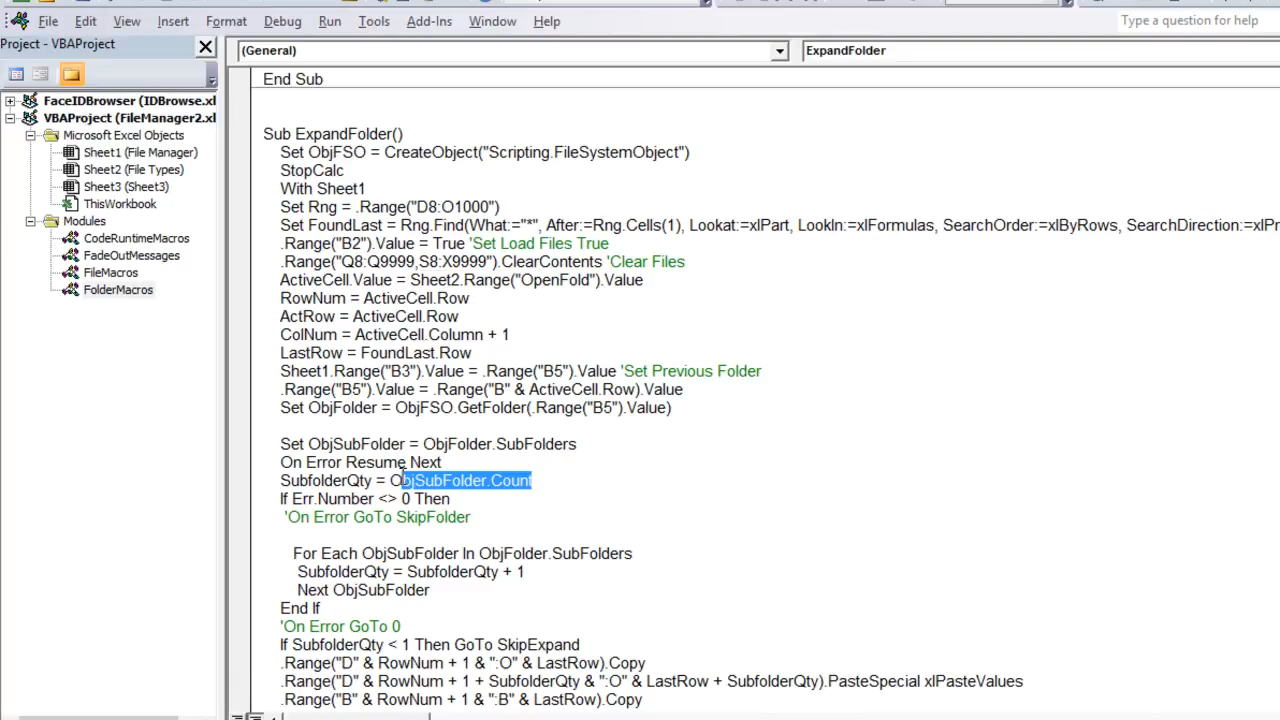 File Edit View Insert Format Debug Run Tools Add-Ins Window Help
Type a question for help
Project - VBAProject
(General)
ExpandFolder
FaceIDBrowser (IDBrowse.xl
VBAProject (FileManager2.xl
Microsoft Excel Objects
Sheet1 (File Manager)
Sheet2 (File Types)
Sheet3 (Sheet3)
ThisWorkbook
Modules
CodeRuntimeMacros
FadeOutMessages
FileMacros
FolderMacros
End Sub
Sub ExpandFolder()
Set ObjFSO = CreateObject("Scripting.FileSystemObject")
StopCalc
With Sheet1
Set Rng = .Range("D8:O1000")
Set FoundLast = Rng.Find(What:="*", After:=Rng.Cells(1), Lookat:=xlPart, LookIn:=xlFormulas, SearchOrder:=xlByRows, SearchDirection:=xlPr
.Range("B2").Value = True 'Set Load Files True
.Range("Q8:Q9999,S8:X9999").ClearContents 'Clear Files
ActiveCell.Value = Sheet2.Range("OpenFold").Value
RowNum = ActiveCell.Row
ActRow = ActiveCell.Row
ColNum = ActiveCell.Column + 1
LastRow = FoundLast.Row
Sheet1.Range("B3").Value = .Range("B5").Value 'Set Previous Folder
.Range("B5").Value = .Range("B" & ActiveCell.Row).Value
Set ObjFolder = ObjFSO.GetFolder(.Range("B5").Value)
Set ObjSubFolder = ObjFolder.SubFolders
On Error Resume Next
SubfolderQty = ObjSubFolder.Count
If Err.Number <> 0 Then
'On Error GoTo SkipFolder
For Each ObjSubFolder In ObjFolder.SubFolders
SubfolderQty = SubfolderQty + 1
Next ObjSubFolder
End If
'On Error GoTo 0
If SubfolderQty < 1 Then GoTo SkipExpand
.Range("D" & RowNum + 1 & ":O" & LastRow).Copy
.Range("D" & RowNum + 1 + SubfolderQty & ":O" & LastRow + SubfolderQty).PasteSpecial xlPasteValues
.Range("B" & RowNum + 1 & ":B" & LastRow).Copy